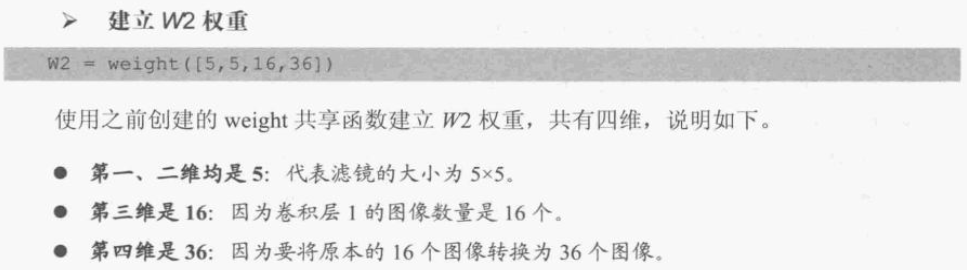 ➢ 建立 W2 权重
W2 = weight([5,5,16,36])
使用之前创建的 weight 共享函数建立 W2 权重，共有四维，说明如下。
● 第一、二维均是 5：代表滤镜的大小为 5×5。
● 第三维是 16：因为卷积层 1 的图像数量是 16 个。
● 第四维是 36：因为要将原本的 16 个图像转换为 36 个图像。